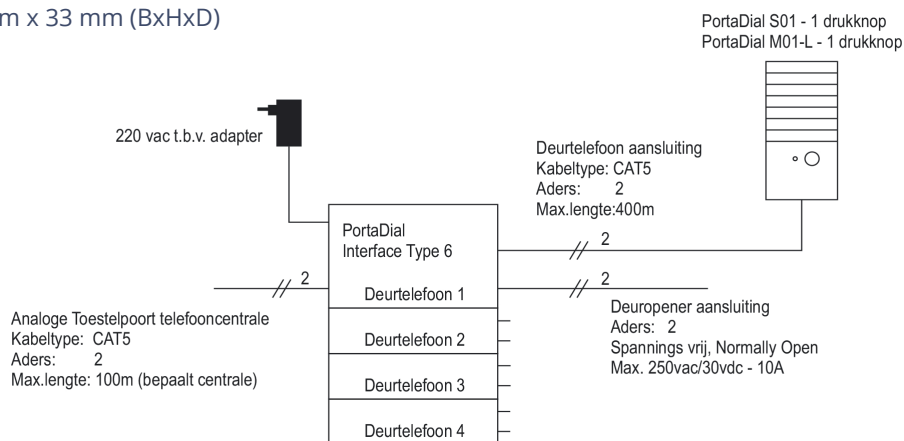 m x 33 mm (BxHxD)
PortaDial S01 - 1 drukknop
PortaDial M01-L - 1 drukknop
220 vac t.b.v. adapter
Deurtelefoon aansluiting
Kabeltype: CAT5
Aders: 2
Max.lengte:400m
PortaDial
Interface Type 6
2
2
2
Deurtelefoon 1
Analoge Toestelpoort telefooncentrale
Kabeltype: CAT5
Aders: 2
Max.lengte: 100m (bepaalt centrale)
Deuropener aansluiting
Aders: 2
Spannings vrij, Normally Open
Max. 250vac/30vdc - 10A
Deurtelefoon 2
Deurtelefoon 3
Deurtelefoon 4